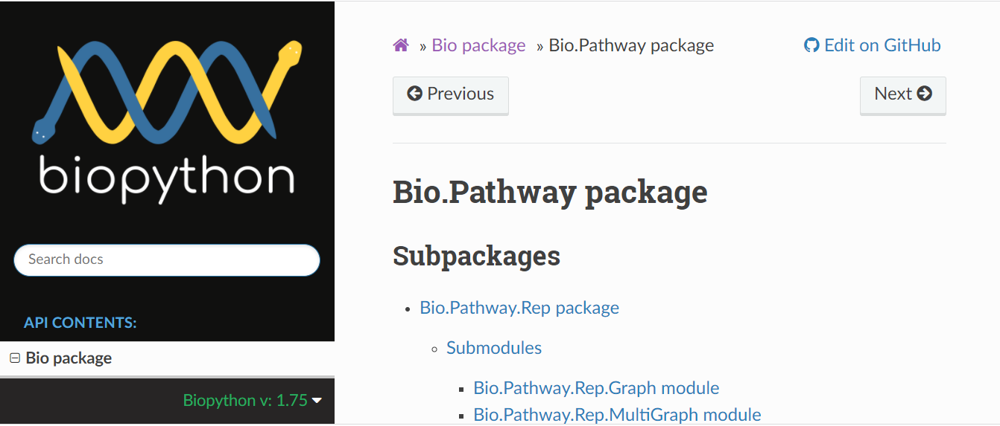 biopython
Search docs
API CONTENTS:
Bio package
Biopython v: 1.75
» Bio package » Bio.Pathway package
Edit on GitHub
Previous
Next
Bio.Pathway package
Subpackages
• Bio.Pathway.Rep package
◦ Submodules
▪ Bio.Pathway.Rep.Graph module
▪ Bio.Pathway.Rep.MultiGraph module